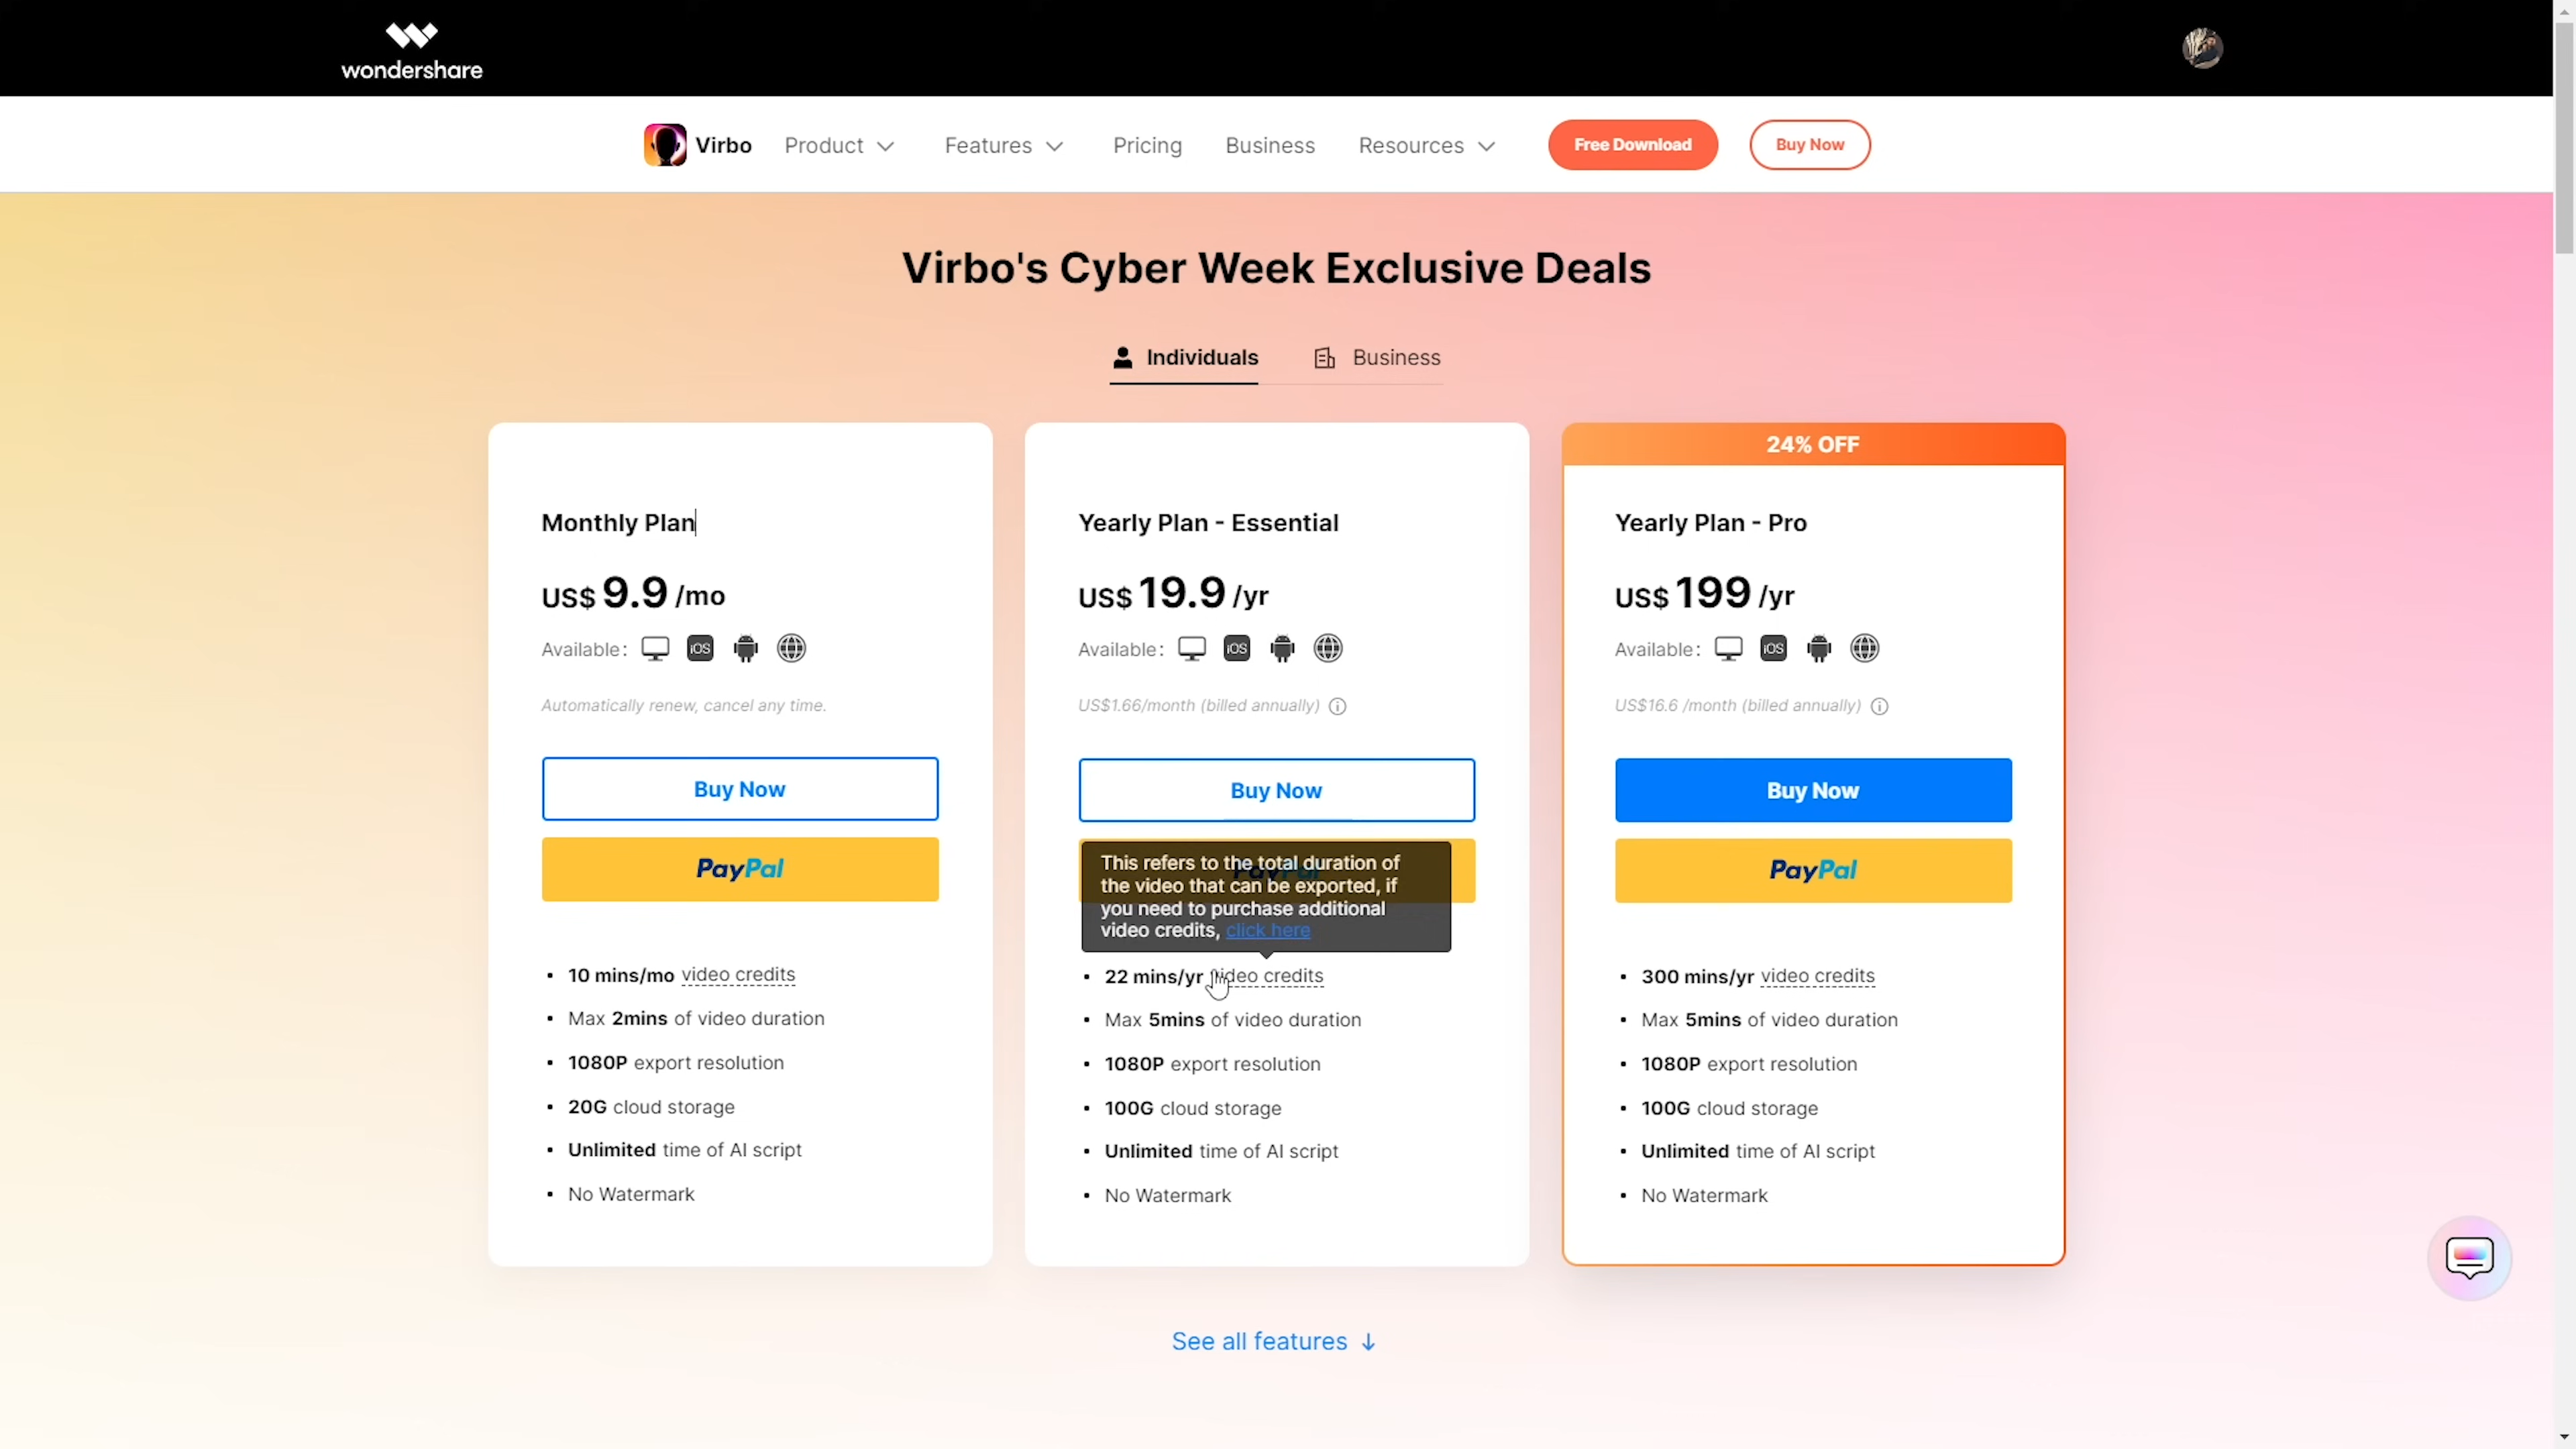 wondershare
Virbo Product Features Pricing Business Resources Free Download Buy Now
Virbo's Cyber Week Exclusive Deals
Individuals Business
Monthly Plan
US$ 9.9 /mo
Available: iOS
Automatically renew, cancel any time.
Buy Now
PayPal
• 10 mins/mo video credits
• Max 2mins of video duration
• 1080P export resolution
• 20G cloud storage
• Unlimited time of AI script
• No Watermark
Yearly Plan - Essential
US$ 19.9 /yr
Available: iOS
US$1.66/month (billed annually)
Buy Now
PayPal
This refers to the total duration of
the video that can be exported, if
you need to purchase additional
video credits, click here
• 22 mins/yr video credits
• Max 5mins of video duration
• 1080P export resolution
• 100G cloud storage
• Unlimited time of AI script
• No Watermark
24% OFF
Yearly Plan - Pro
US$ 199 /yr
Available: iOS
US$16.6 /month (billed annually)
Buy Now
PayPal
• 300 mins/yr video credits
• Max 5mins of video duration
• 1080P export resolution
• 100G cloud storage
• Unlimited time of AI script
• No Watermark
See all features ↓